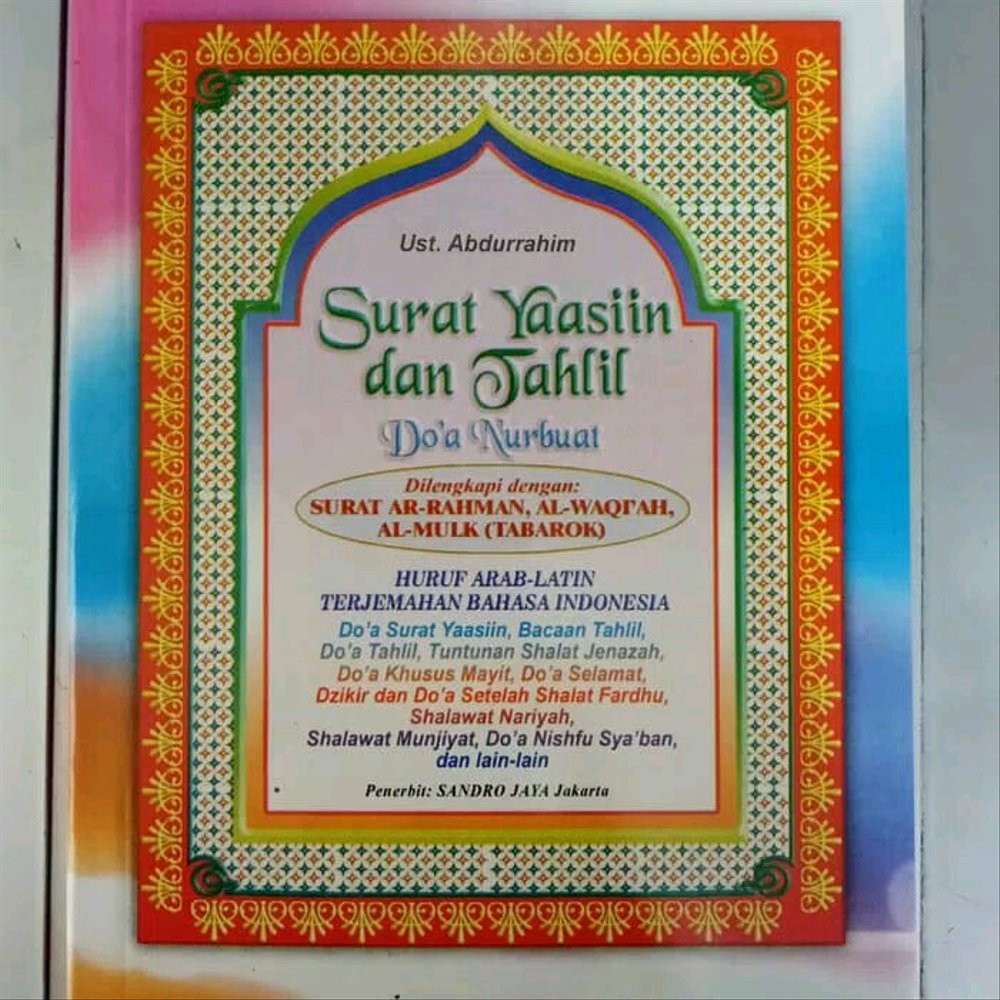 Ust. Abdurrahim
Surat Yaasiin
dan Tahlil
Do'a Nurbuat
Dilengkapi dengan:
SURAT AR-RAHMAN, AL-WAQI'AH,
AL-MULK (TABAROK)
HURUF ARAB-LATIN
TERJEMAHAN BAHASA INDONESIA
Do'a Surat Yaasiin, Bacaan Tahlil,
Do'a Tahlil, Tuntunan Shalat Jenazah,
Do'a Khusus Mayit, Do'a Selamat,
Dzikir dan Do'a Setelah Shalat Fardhu,
Shalawat Nariyah,
Shalawat Munjiyat, Do'a Nishfu Sya'ban,
dan lain-lain
Penerbit: SANDRO JAYA Jakarta